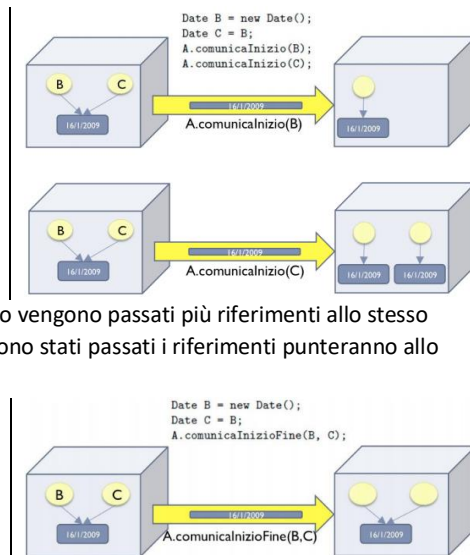 Date B = new Date();
Date C = B;
A.comunicaInizio(B);
A.comunicaInizio(C);
B C
16/1/2009
16/1/2009
16/1/2009
A.comunicaInizio(B)
B C
16/1/2009
16/1/2009
16/1/2009 16/1/2009
A.comunicaInizio(C)
o vengono passati più riferimenti allo stesso
ono stati passati i riferimenti punteranno allo
Date B = new Date();
Date C = B;
A.comunicaInizioFine(B, C);
B C
16/1/2009
16/1/2009
16/1/2009
A.comunicaInizioFine(B,C)